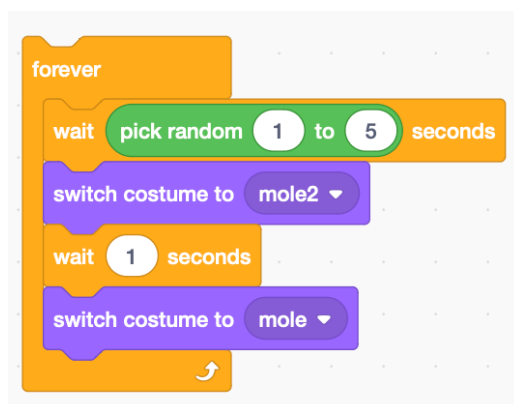 forever
wait pick random 1 to 5 seconds
switch costume to mole2
wait 1 seconds
switch costume to mole